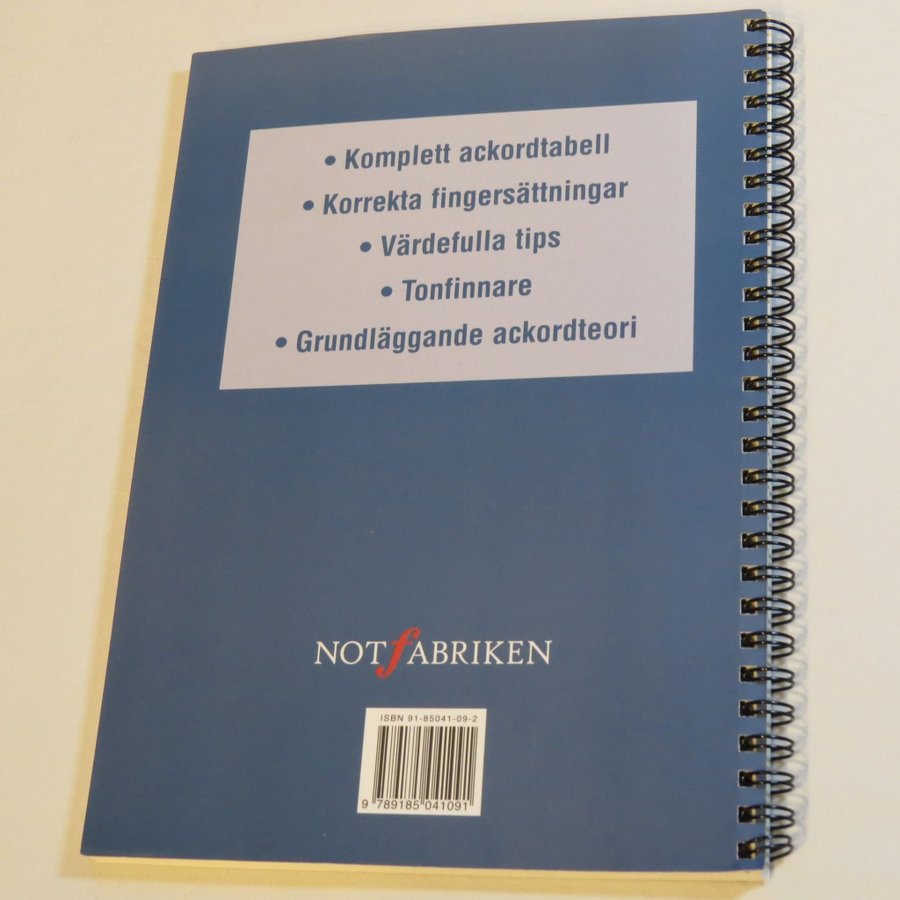 • Komplett ackordtabell
• Korrekta fingersättningar
• Värdefulla tips
• Tonfinnare
• Grundläggande ackordteori
NOTfABRIKEN
ISBN 91-85041-09-2
9 789185 041091